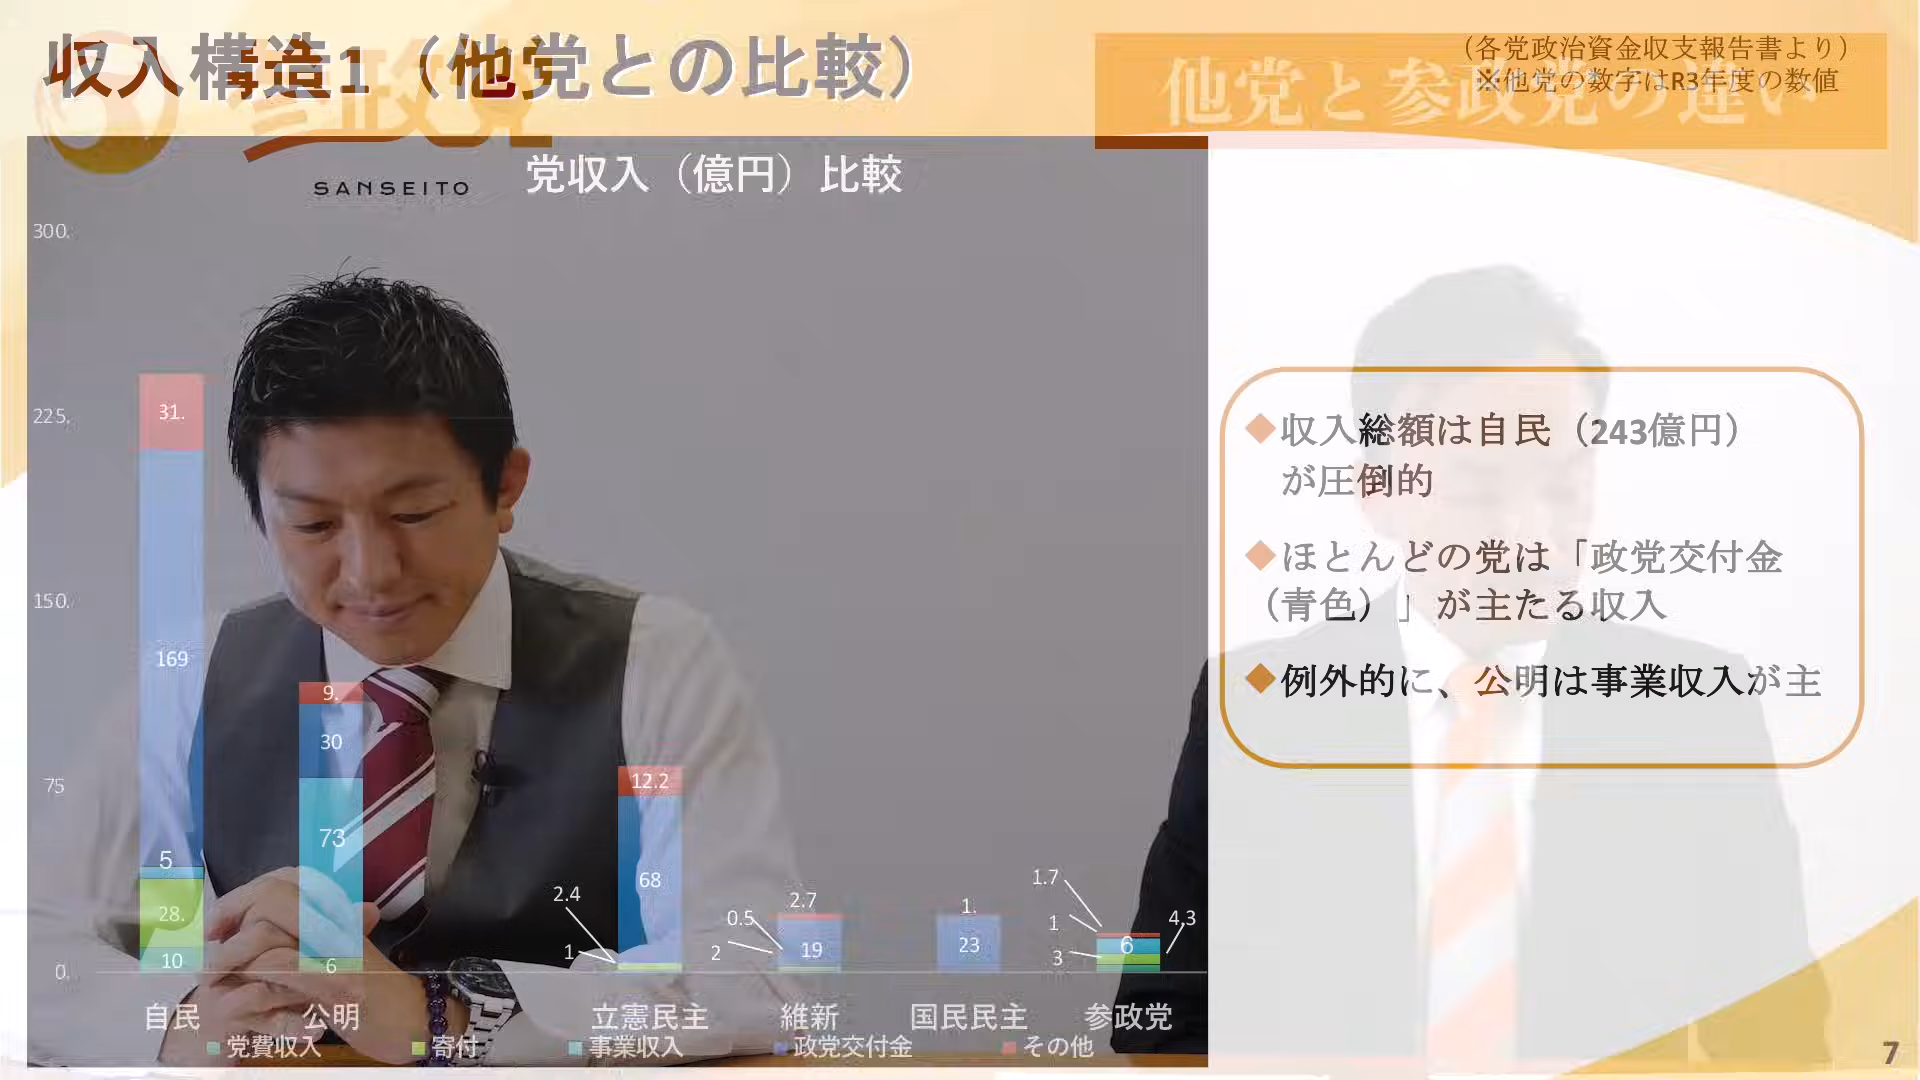 収入構造1（他党との比較）
参政党
SANSEITO
（各党政治資金収支報告書より）
※他党の数字はR3年度の数値
他党と参政党の違い
党収入（億円）比較
300.
225.
150.
75
0.
31.
169
5
28.
10
9.
30
73
6
12.2
68
2.4
1
2.7
0.5
19
2
1.
23
1.7
1
4.3
6
3
自民
公明
立憲民主
維新
国民民主
参政党
党費収入
寄付
事業収入
政党交付金
その他
◆収入総額は自民（243億円）
が圧倒的
◆ほとんどの党は「政党交付金
（青色）」が主たる収入
◆例外的に、公明は事業収入が主
7